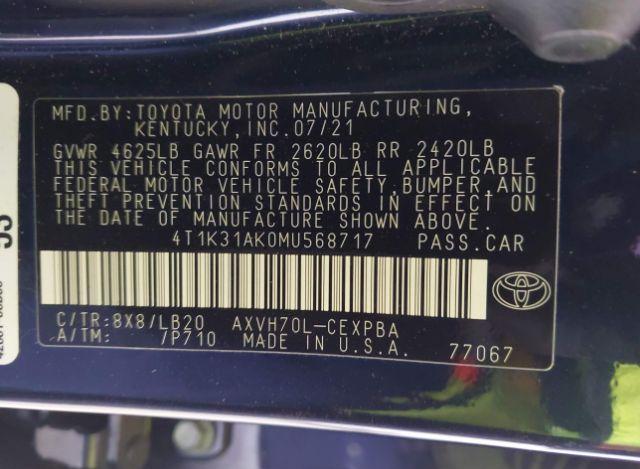 MFD.BY:TOYOTA MOTOR MANUFACTURING,
KENTUCKY,INC.07/21
GVWR 4625LB GAWR FR 2620LB RR 2420LB
THIS VEHICLE CONFORMS TO ALL APPLICABLE
FEDERAL MOTOR VEHICLE SAFETY,BUMPER,AND
THEFT PREVENTION STANDARDS IN EFFECT ON
THE DATE OF MANUFACTURE SHOWN ABOVE.
4T1K31AK0MU568717 PASS.CAR
C/TR:8X8/LB20 AXVH70L-CEXPBA
A/TM: /P710 MADE IN U.S.A. 77067
53